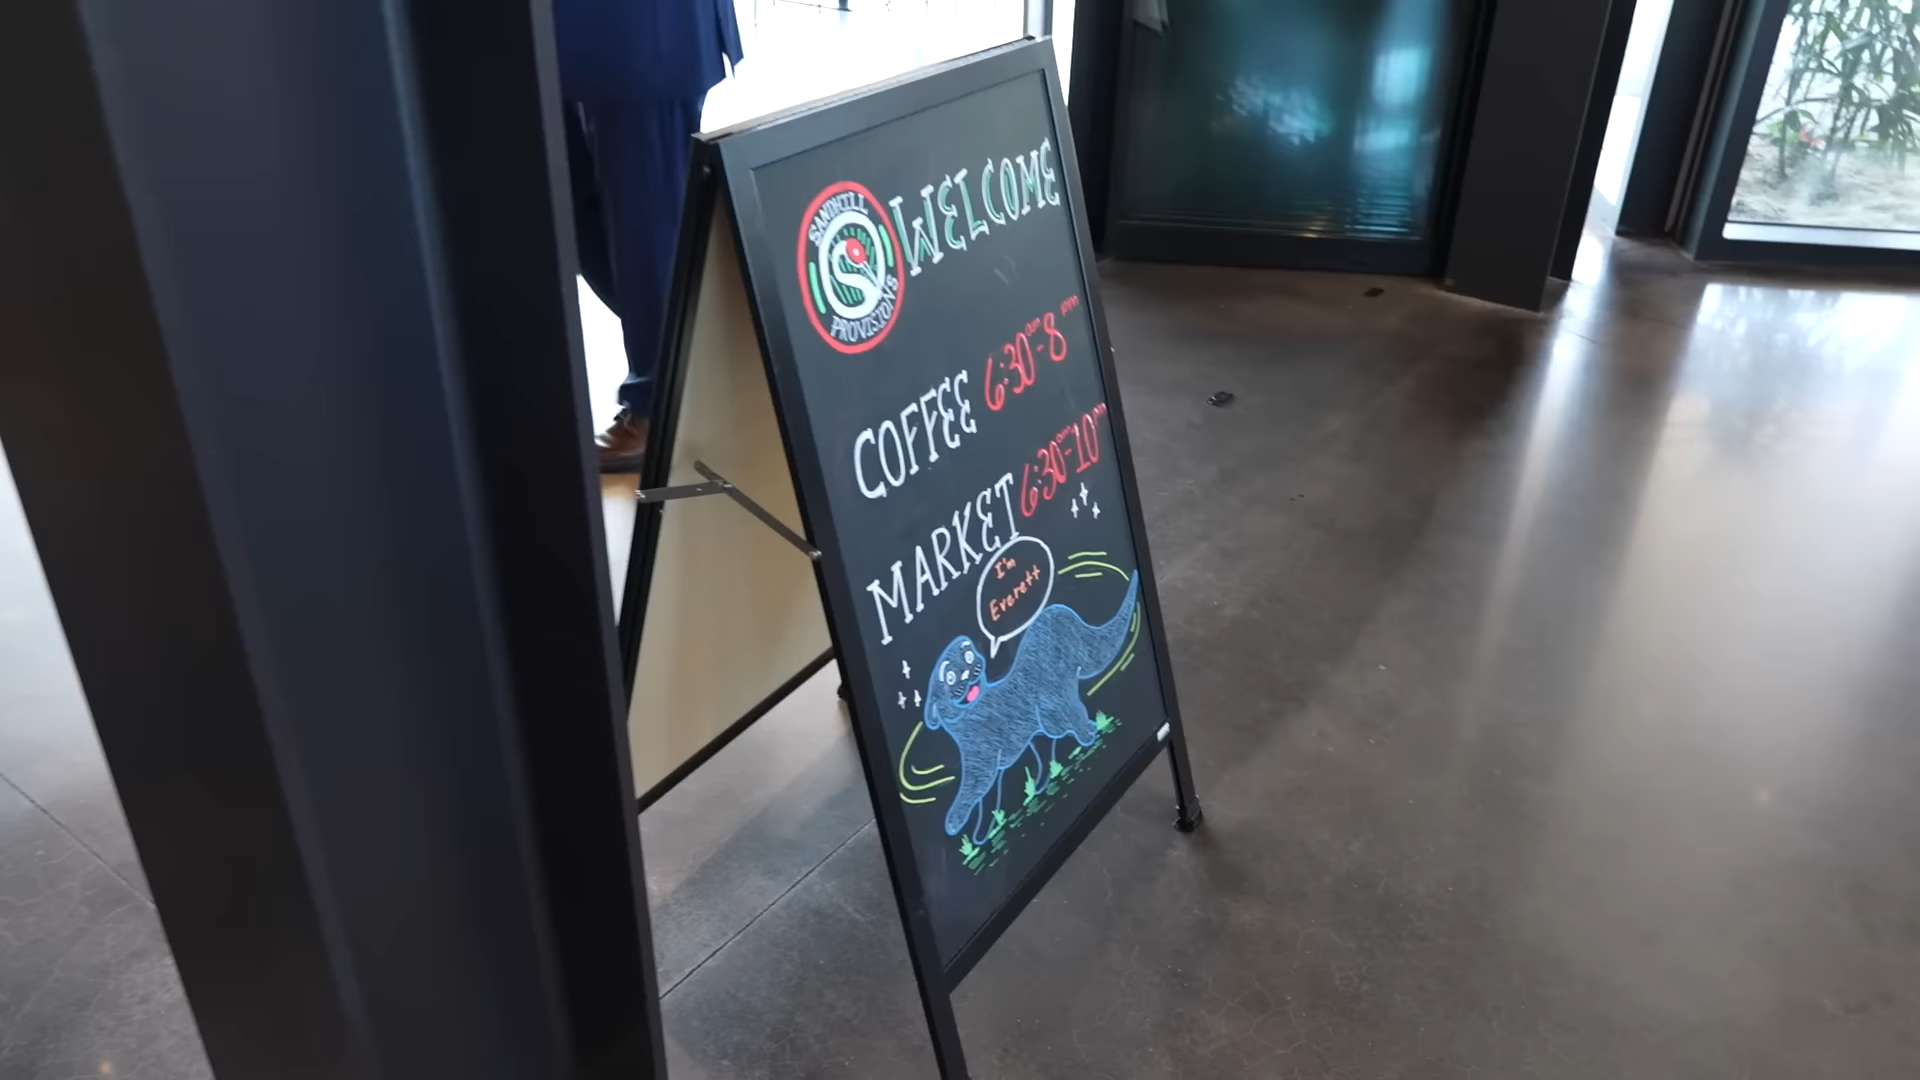 SANDHILL
PROVISIONS
WELCOME
COFFEE 6:30am-8pm
MARKET 6:30am-10pm
I'm
Everett